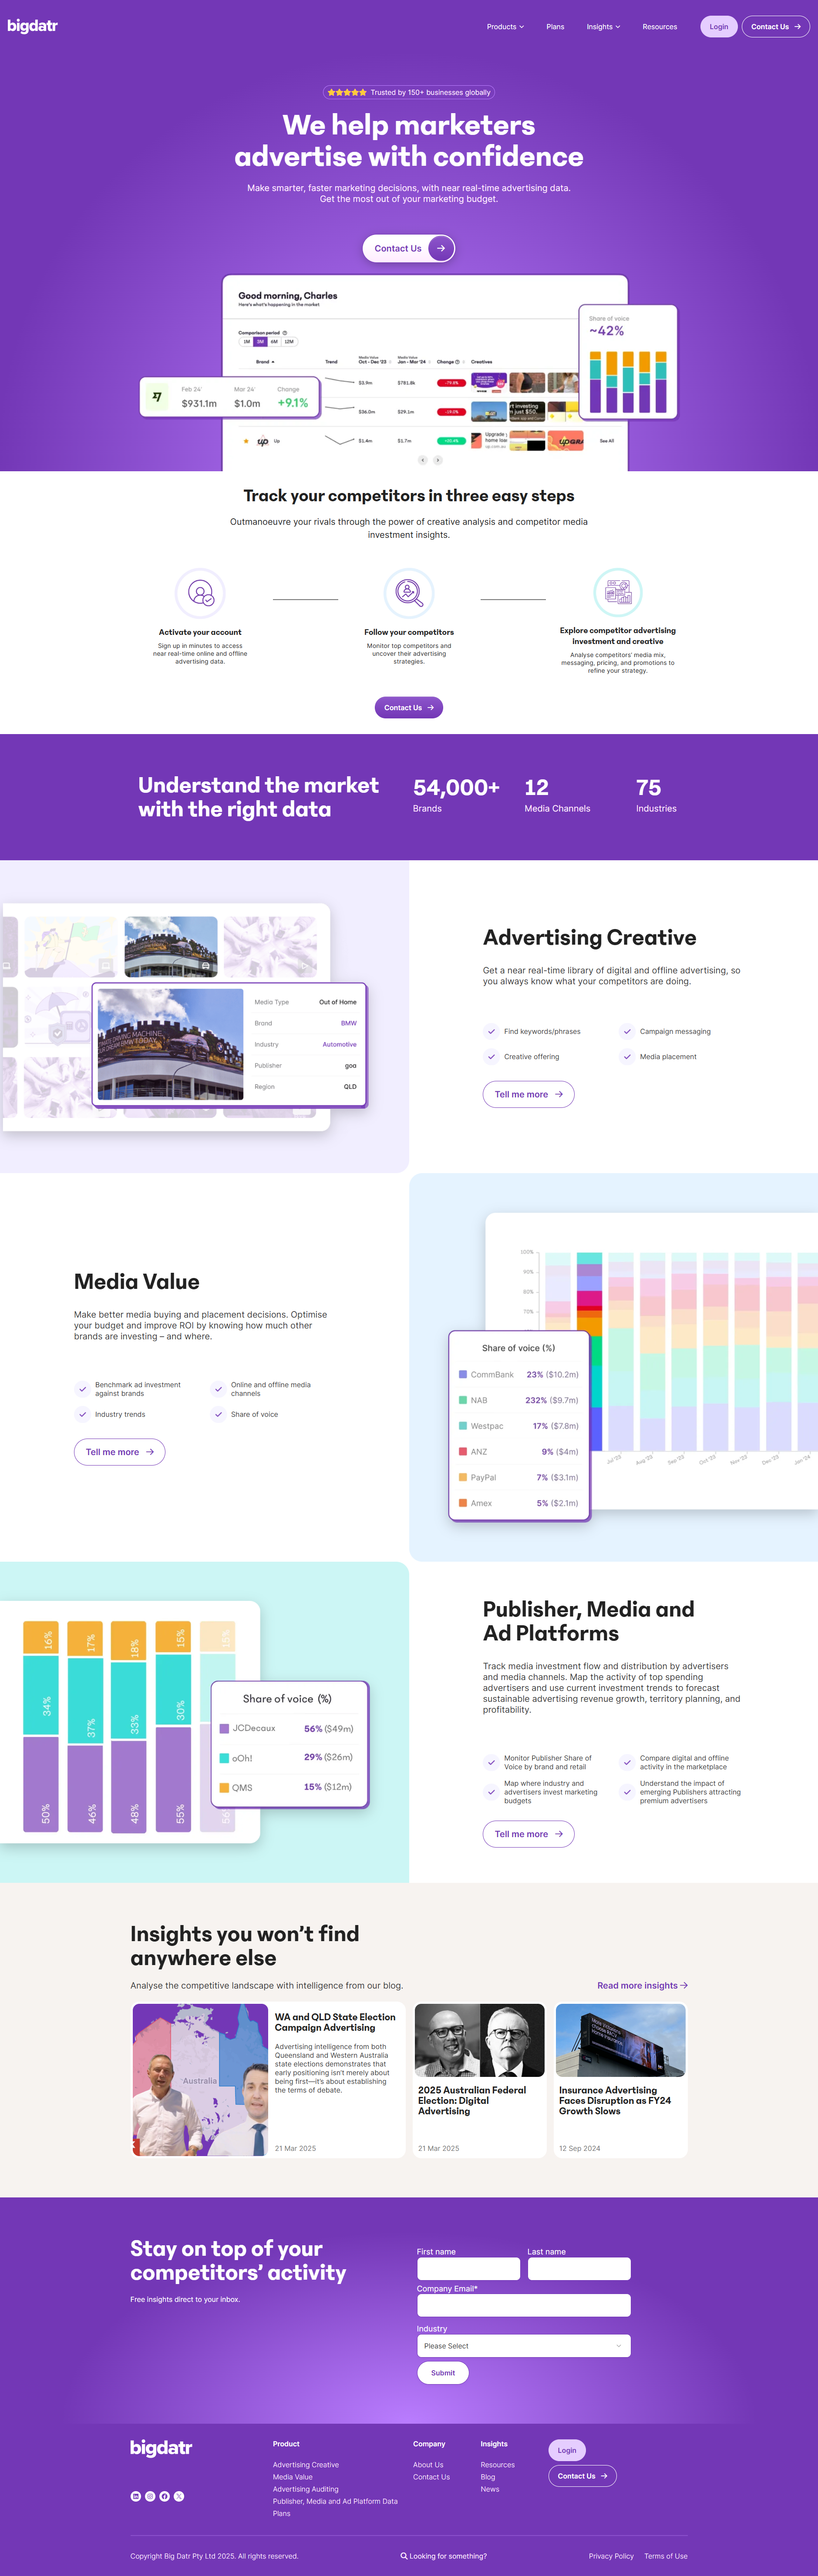 bigdatr
Products
Plans
Insights
Resources
Login
Contact Us
Trusted by 150+ businesses globally
We help marketers
advertise with confidence
Make smarter, faster marketing decisions, with near real-time advertising data.
Get the most out of your marketing budget.
Contact Us
Good morning, Charles
Here's what's happening in the market
Comparison period
1M 3M 6M 12M
Brand
Trend
Media Value
Oct - Dec '23
Media Value
Jan - Mar '24
Change
Creatives
$0.9m
$781.8k
$36.0m
$29.1m
Up
$1.4m
$1.7m
See All
Feb 24'
Mar 24'
Change
$931.1m
$1.0m
+9.1%
Share of voice
~42%
Track your competitors in three easy steps
Outmanoeuvre your rivals through the power of creative analysis and competitor media
investment insights.
Activate your account
Sign up in minutes to access
near real-time online and offline
advertising data.
Follow your competitors
Monitor top competitors and
uncover their advertising
strategies.
Explore competitor advertising
investment and creative
Analyse competitors' media mix,
messaging, pricing, and promotions to
refine your strategy.
Contact Us
Understand the market
with the right data
54,000+
Brands
12
Media Channels
75
Industries
Media Type Out of Home
Brand BMW
Industry Automotive
Publisher goa
Region QLD
Advertising Creative
Get a near real-time library of digital and offline advertising, so
you always know what your competitors are doing.
Find keywords/phrases
Campaign messaging
Creative offering
Media placement
Tell me more
Media Value
Make better media buying and placement decisions. Optimise
your budget and improve ROI by knowing how much other
brands are investing – and where.
Benchmark ad investment
against brands
Online and offline media
channels
Industry trends
Share of voice
Tell me more
100%
90%
80%
70%
Share of voice (%)
CommBank 23% ($10.2m)
NAB 232% ($9.7m)
Westpac 17% ($7.8m)
ANZ 9% ($4m)
PayPal 7% ($3.1m)
Amex 5% ($2.1m)
Jul '23
Aug '23
Sep '23
Oct '23
Nov '23
Dec '23
Jan '24
16%
17%
18%
15%
15%
34%
37%
33%
30%
50%
46%
48%
55%
56%
Share of voice (%)
JCDecaux 56% ($49m)
oOh! 29% ($26m)
QMS 15% ($12m)
Publisher, Media and
Ad Platforms
Track media investment flow and distribution by advertisers
and media channels. Map the activity of top spending
advertisers and use current investment trends to forecast
sustainable advertising revenue growth, territory planning, and
profitability.
Monitor Publisher Share of
Voice by brand and retail
Compare digital and offline
activity in the marketplace
Map where industry and
advertisers invest marketing
budgets
Understand the impact of
emerging Publishers attracting
premium advertisers
Tell me more
Insights you won't find
anywhere else
Analyse the competitive landscape with intelligence from our blog.
Read more insights
Australia
WA and QLD State Election
Campaign Advertising
Advertising intelligence from both
Queensland and Western Australia
state elections demonstrates that
early positioning isn't merely about
being first—it's about establishing
the terms of debate.
21 Mar 2025
2025 Australian Federal
Election: Digital
Advertising
21 Mar 2025
Insurance Advertising
Faces Disruption as FY24
Growth Slows
12 Sep 2024
Stay on top of your
competitors' activity
Free insights direct to your inbox.
First name
Last name
Company Email*
Industry
Please Select
Submit
bigdatr
Product
Advertising Creative
Media Value
Advertising Auditing
Publisher, Media and Ad Platform Data
Plans
Company
About Us
Contact Us
Insights
Resources
Blog
News
Login
Contact Us
Copyright Big Datr Pty Ltd 2025. All rights reserved.
Looking for something?
Privacy Policy
Terms of Use